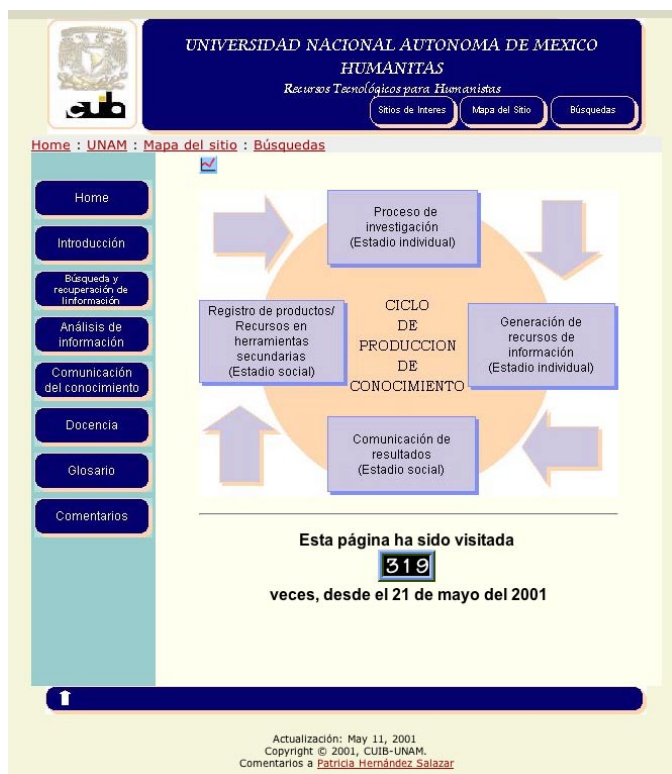 UNIVERSIDAD NACIONAL AUTONOMA DE MEXICO
HUMANITAS
Recursos Tecnológicos para Humanistas
cuib
Sitios de Interes
Mapa del Sitio
Búsquedas
Home : UNAM : Mapa del sitio : Búsquedas
Home
Introducción
Búsqueda y
recuperación de
linformación
Análisis de
información
Comunicación
del conocimiento
Docencia
Glosario
Comentarios
Proceso de
investigación
(Estadio individual)
Registro de productos/
Recursos en
herramientas
secundarias
(Estadio social)
CICLO
DE
PRODUCCION
DE
CONOCIMIENTO
Generación de
recursos de
información
(Estadio individual)
Comunicación de
resultados
(Estadio social)
Esta página ha sido visitada
319
veces, desde el 21 de mayo del 2001
Actualización: May 11, 2001
Copyright © 2001, CUIB-UNAM.
Comentarios a Patricia Hernández Salazar